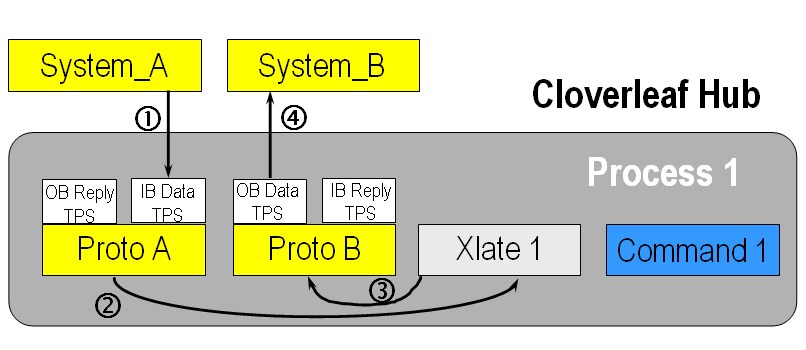 System_A
System_B
Cloverleaf Hub
①
④
Process 1
OB Reply
TPS
IB Data
TPS
OB Data
TPS
IB Reply
TPS
Proto A
Proto B
Xlate 1
Command 1
②
③